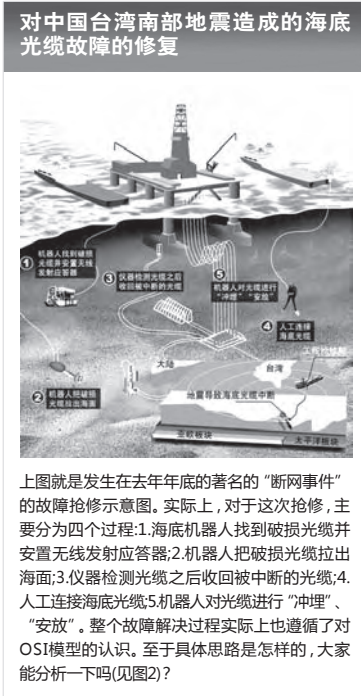 对中国台湾南部地震造成的海底
光缆故障的修复
1 机器人找到破损
光缆并安置无线
发射应答器
3 仪器检测光缆之后
收回被中断的光缆
5 机器人对光缆进行
“冲埋”“安放”
4 人工连接
海底光缆
2 机器人把破损
光缆拉出海面
大陆
台湾
工程抢修船
地震导致海底光缆中断
亚欧板块
太平洋板块
上图就是发生在去年年底的著名的“断网事件”
的故障抢修示意图。实际上,对于这次抢修,主
要分为四个过程:1.海底机器人找到破损光缆并
安置无线发射应答器;2.机器人把破损光缆拉出
海面;3.仪器检测光缆之后收回被中断的光缆;4.
人工连接海底光缆;5.机器人对光缆进行“冲埋”、
“安放”。整个故障解决过程实际上也遵循了对
OSI模型的认识。至于具体思路是怎样的,大家
能分析一下吗(见图2)?